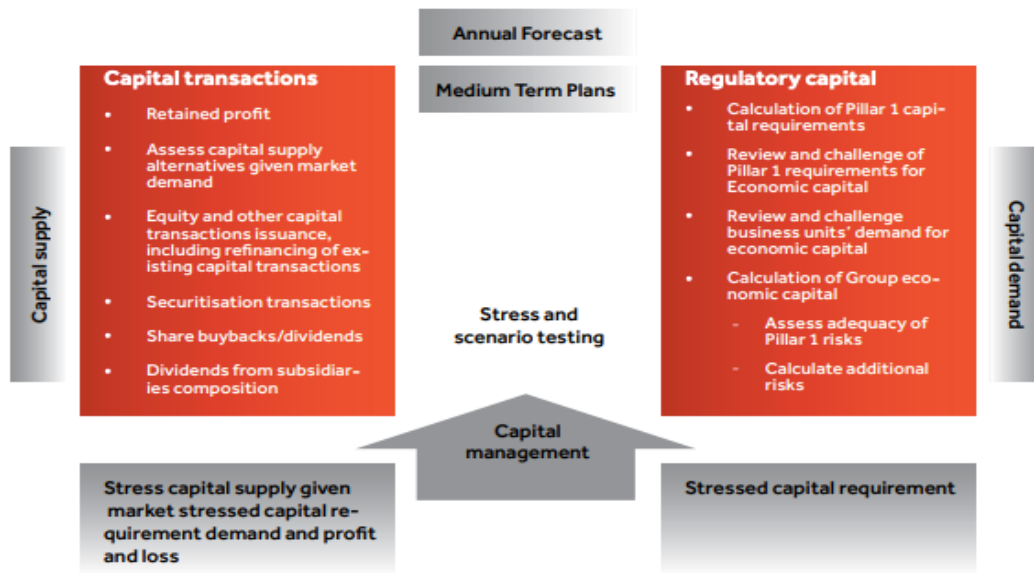 Annual Forecast
Medium Term Plans
Capital supply
Capital transactions
• Retained profit
• Assess capital supply
alternatives given market
demand
• Equity and other capital
transactions issuance,
including refinancing of ex-
isting capital transactions
• Securitisation transactions
• Share buybacks/dividends
• Dividends from subsidiar-
ies composition
Stress and
scenario testing
Regulatory capital
• Calculation of Pillar 1 capi-
tal requirements
• Review and challenge of
Pillar 1 requirements for
Economic capital
• Review and challenge
business units' demand for
economic capital
• Calculation of Group eco-
nomic capital
- Assess adequacy of
Pillar 1 risks
- Calculate additional
risks
Capital demand
Capital
management
Stress capital supply given
market stressed capital re-
quirement demand and profit
and loss
Stressed capital requirement